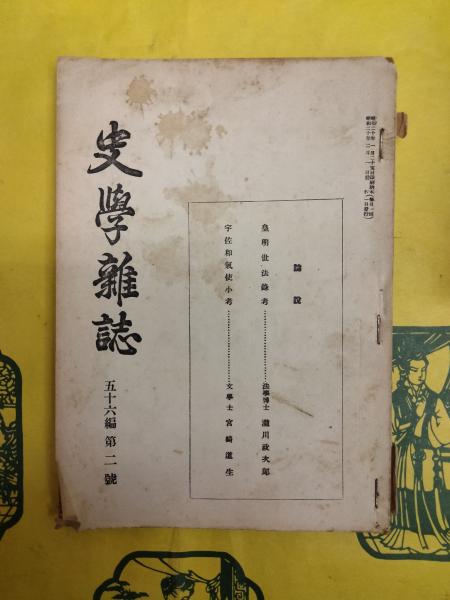 史學雜誌
五十六編 第二號
論說
皇明世法錄考…………………法學博士 瀧川政次郎
宇佐和氣使小考…………………文學士 宮崎道生